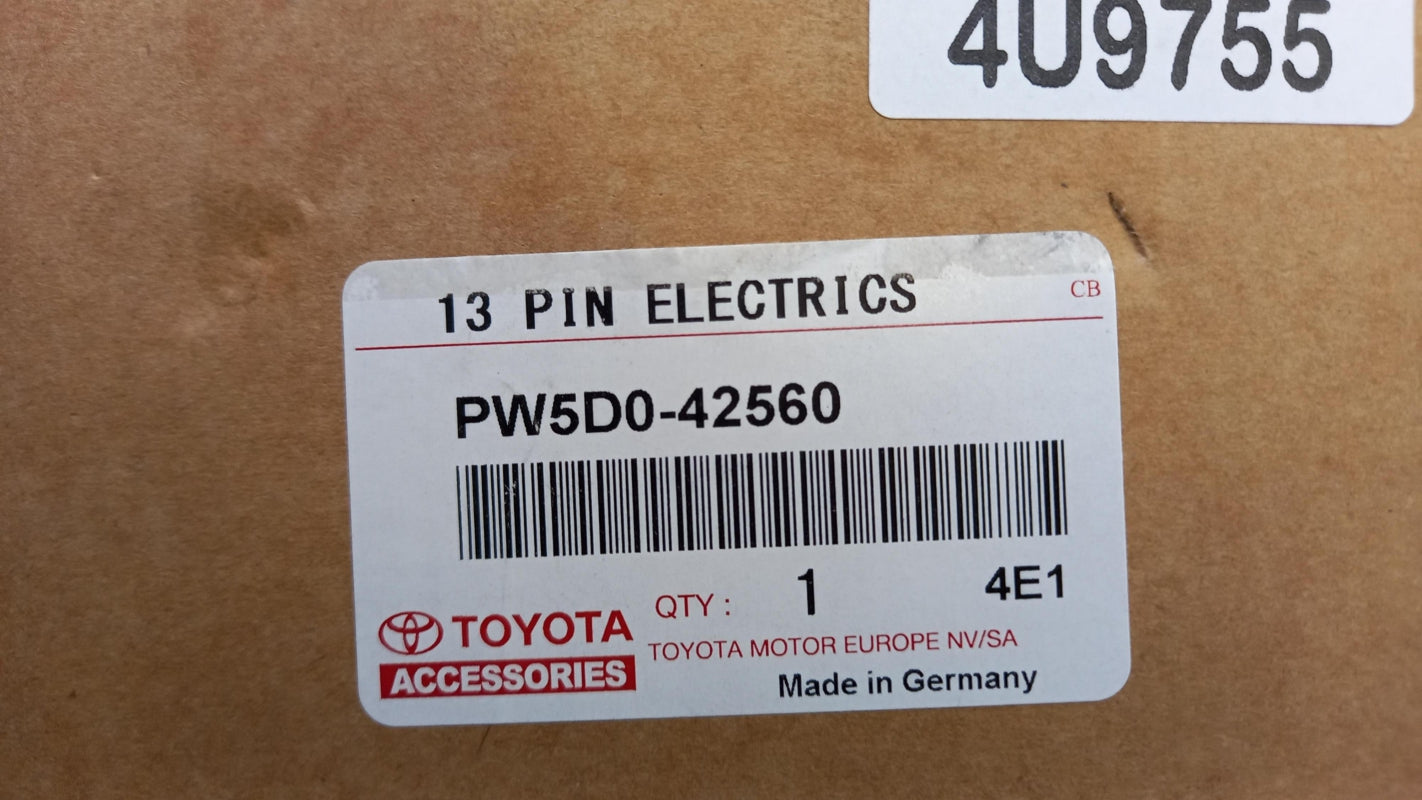 4U9755
13 PIN ELECTRICS
CB
PW5D0-42560
QTY : 1 4E1
TOYOTA
TOYOTA MOTOR EUROPE NV/SA
ACCESSORIES
Made in Germany